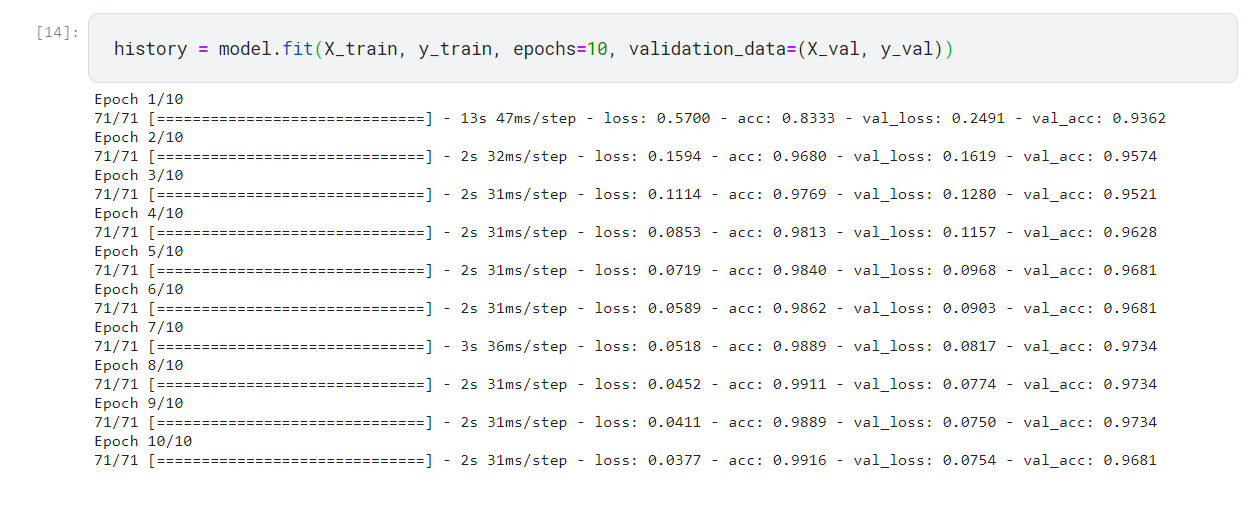 [14]:
history = model.fit(X_train, y_train, epochs=10, validation_data=(X_val, y_val))
Epoch 1/10
71/71 [==============================] - 13s 47ms/step - loss: 0.5700 - acc: 0.8333 - val_loss: 0.2491 - val_acc: 0.9362
Epoch 2/10
71/71 [==============================] - 2s 32ms/step - loss: 0.1594 - acc: 0.9680 - val_loss: 0.1619 - val_acc: 0.9574
Epoch 3/10
71/71 [==============================] - 2s 31ms/step - loss: 0.1114 - acc: 0.9769 - val_loss: 0.1280 - val_acc: 0.9521
Epoch 4/10
71/71 [==============================] - 2s 31ms/step - loss: 0.0853 - acc: 0.9813 - val_loss: 0.1157 - val_acc: 0.9628
Epoch 5/10
71/71 [==============================] - 2s 31ms/step - loss: 0.0719 - acc: 0.9840 - val_loss: 0.0968 - val_acc: 0.9681
Epoch 6/10
71/71 [==============================] - 2s 31ms/step - loss: 0.0589 - acc: 0.9862 - val_loss: 0.0903 - val_acc: 0.9681
Epoch 7/10
71/71 [==============================] - 3s 36ms/step - loss: 0.0518 - acc: 0.9889 - val_loss: 0.0817 - val_acc: 0.9734
Epoch 8/10
71/71 [==============================] - 2s 31ms/step - loss: 0.0452 - acc: 0.9911 - val_loss: 0.0774 - val_acc: 0.9734
Epoch 9/10
71/71 [==============================] - 2s 31ms/step - loss: 0.0411 - acc: 0.9889 - val_loss: 0.0750 - val_acc: 0.9734
Epoch 10/10
71/71 [==============================] - 2s 31ms/step - loss: 0.0377 - acc: 0.9916 - val_loss: 0.0754 - val_acc: 0.9681